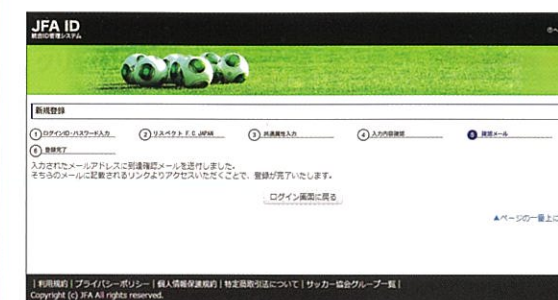 JFA ID
統合ID管理システム
新規登録
① ログインID・パスワード入力 ② リスペクト F.C. JAPAN ③ 共通属性入力 ④ 入力内容確認 ⑤ 確認メール
⑥ 登録完了
入力されたメールアドレスに到達確認メールを送付しました。
そちらのメールに記載されるリンクよりアクセスいただくことで、登録が完了いたします。
ログイン画面に戻る
▲ページの一番上に
| 利用規約 | プライバシーポリシー | 個人情報保護規約 | 特定商取引法について | サッカー協会グループ一覧 |
Copyright (c) JFA All rights reserved.